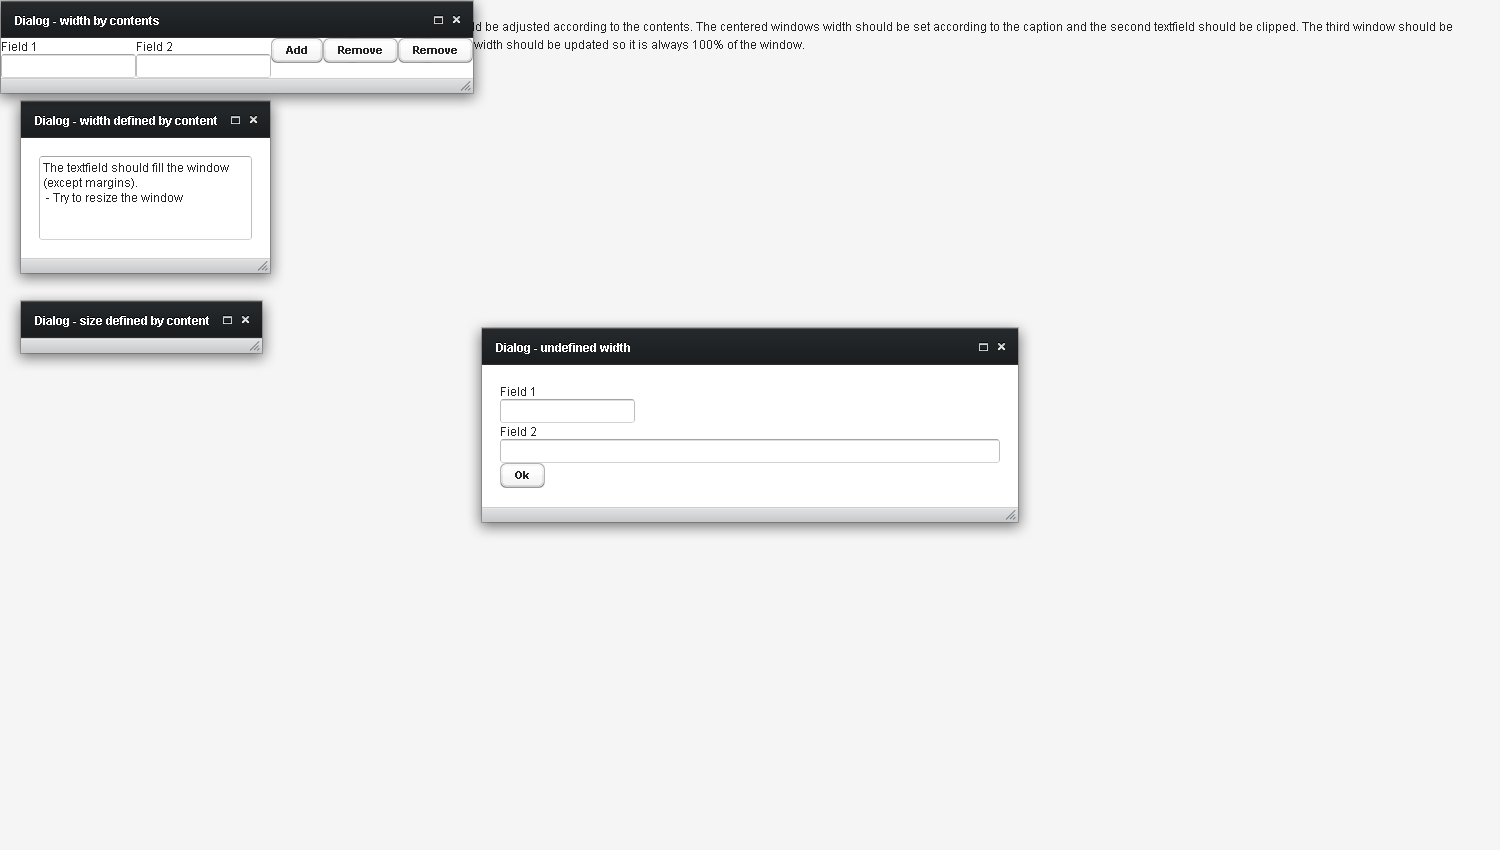 Dialog - width by contents
ld be adjusted according to the contents. The centered windows width should be set according to the caption and the second textfield should be clipped. The third window should be
width should be updated so it is always 100% of the window.
Field 1 Field 2 Add Remove Remove
Dialog - width defined by content
The textfield should fill the window
(except margins).
- Try to resize the window
Dialog - size defined by content
Dialog - undefined width
Field 1
Field 2
Ok